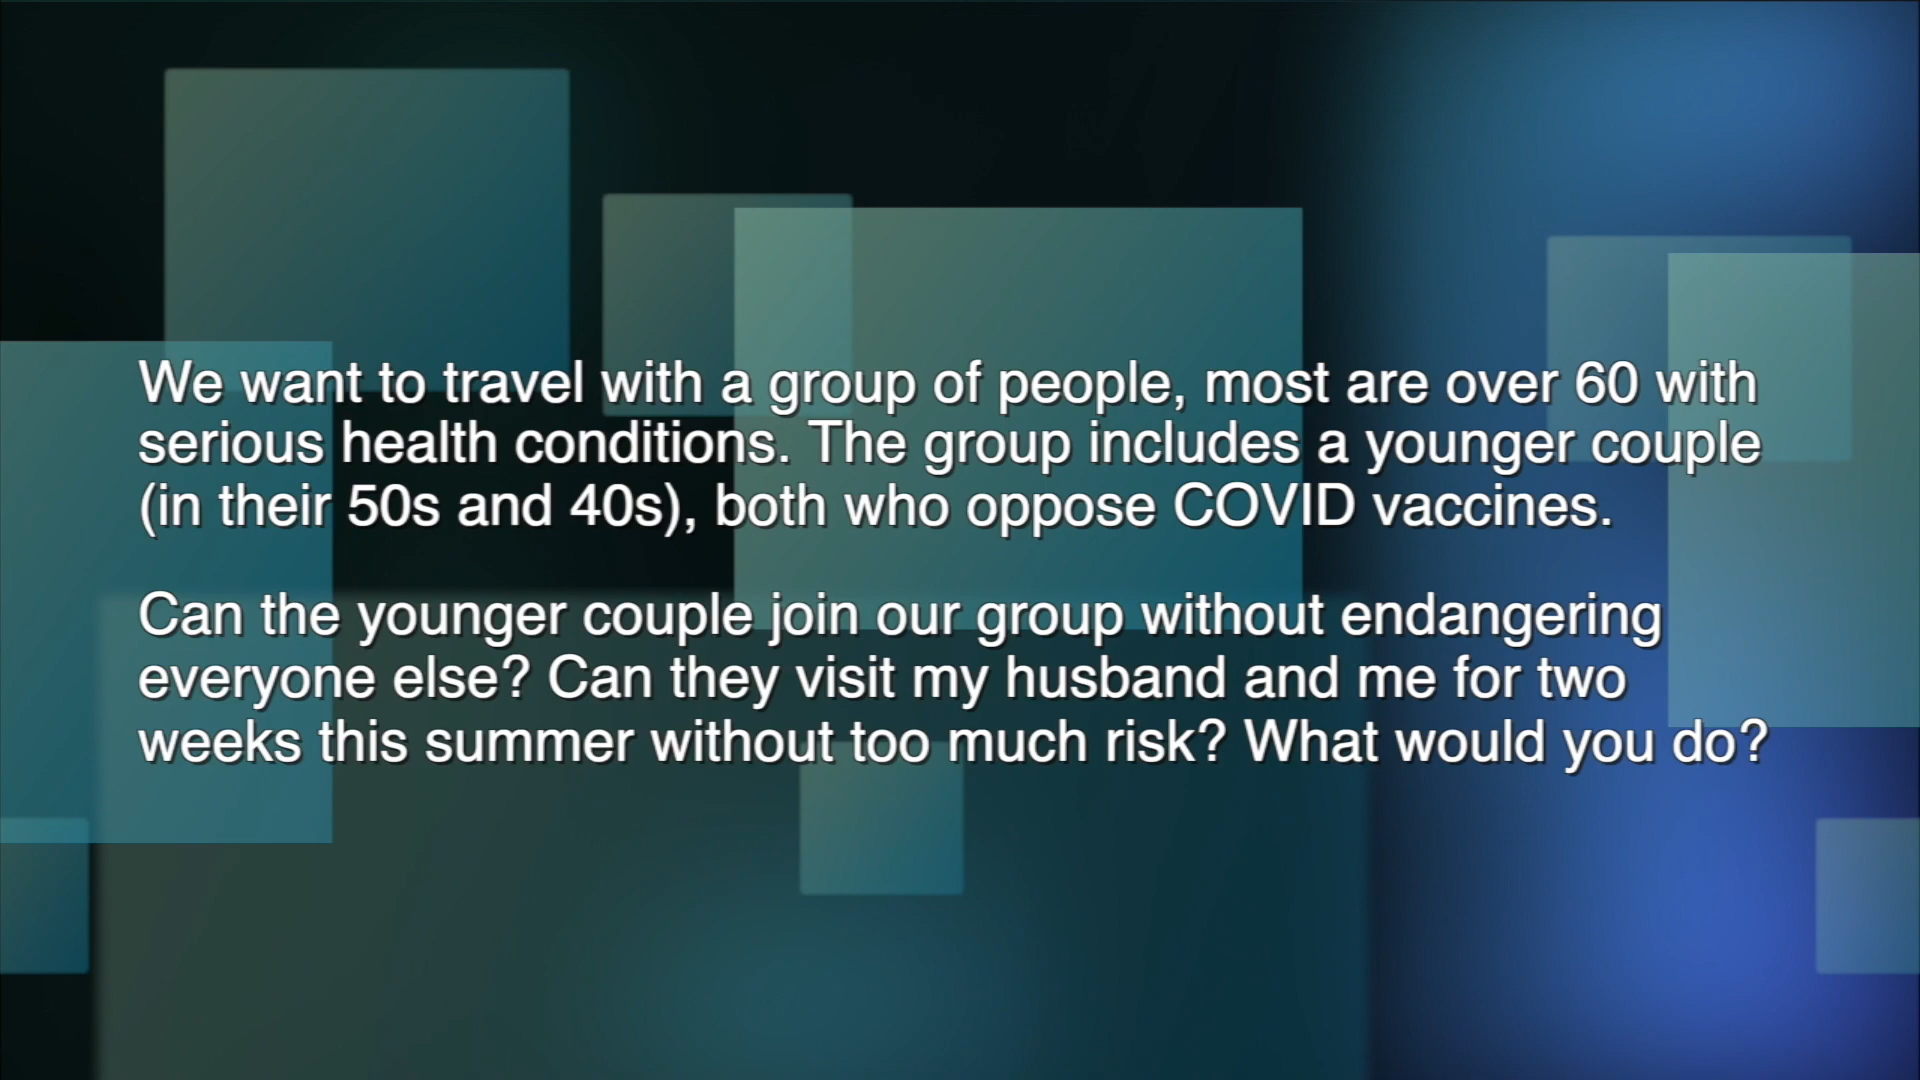 We want to travel with a group of people, most are over 60 with
serious health conditions. The group includes a younger couple
(in their 50s and 40s), both who oppose COVID vaccines.
Can the younger couple join our group without endangering
everyone else? Can they visit my husband and me for two
weeks this summer without too much risk? What would you do?